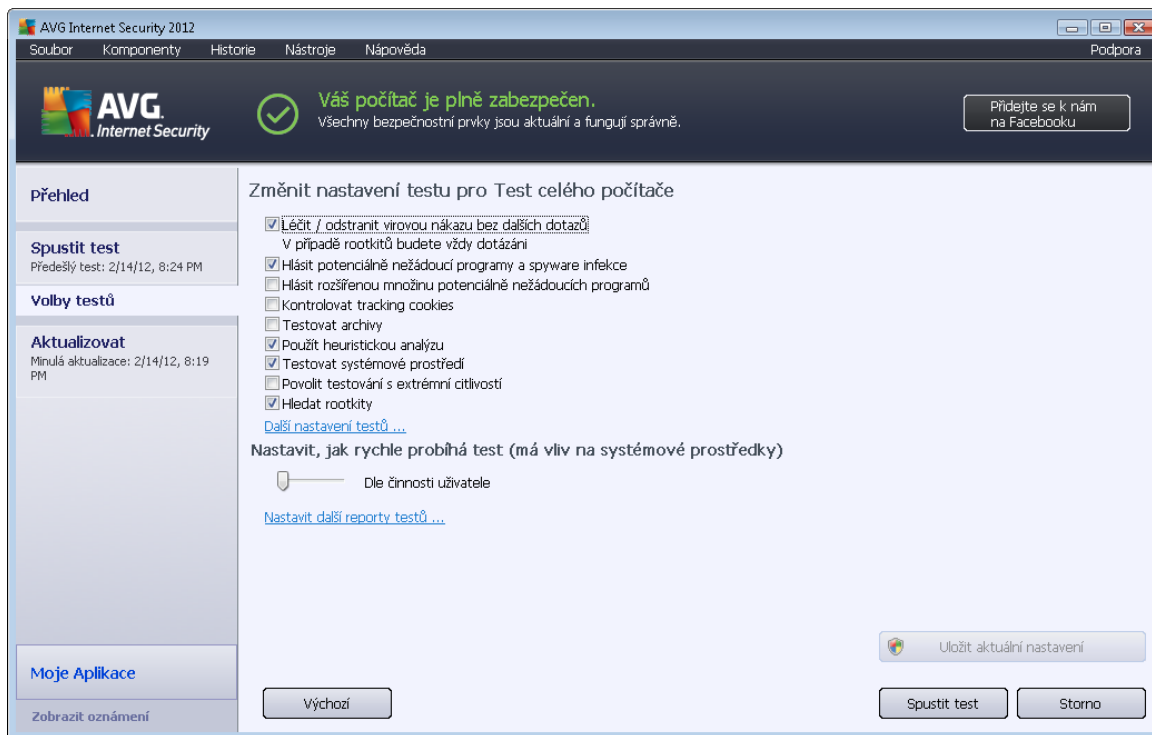 AVG Internet Security 2012
Soubor Komponenty Historie Nástroje Nápověda Podpora
AVG.
Internet Security
Váš počítač je plně zabezpečen.
Všechny bezpečnostní prvky jsou aktuální a fungují správně.
Přidejte se k nám
na Facebooku
Přehled
Spustit test
Předešlý test: 2/14/12, 8:24 PM
Volby testů
Aktualizovat
Minulá aktualizace: 2/14/12, 8:19
PM
Moje Aplikace
Zobrazit oznámení
Změnit nastavení testu pro Test celého počítače
Léčit / odstranit virovou nákazu bez dalších dotazů
V případě rootkitů budete vždy dotázáni
Hlásit potenciálně nežádoucí programy a spyware infekce
Hlásit rozšířenou množinu potenciálně nežádoucích programů
Kontrolovat tracking cookies
Testovat archivy
Použít heuristickou analýzu
Testovat systémové prostředí
Povolit testování s extrémní citlivostí
Hledat rootkity
Další nastavení testů ...
Nastavit, jak rychle probíhá test (má vliv na systémové prostředky)
Dle činnosti uživatele
Nastavit další reporty testů ...
Uložit aktuální nastavení
Výchozí Spustit test Storno